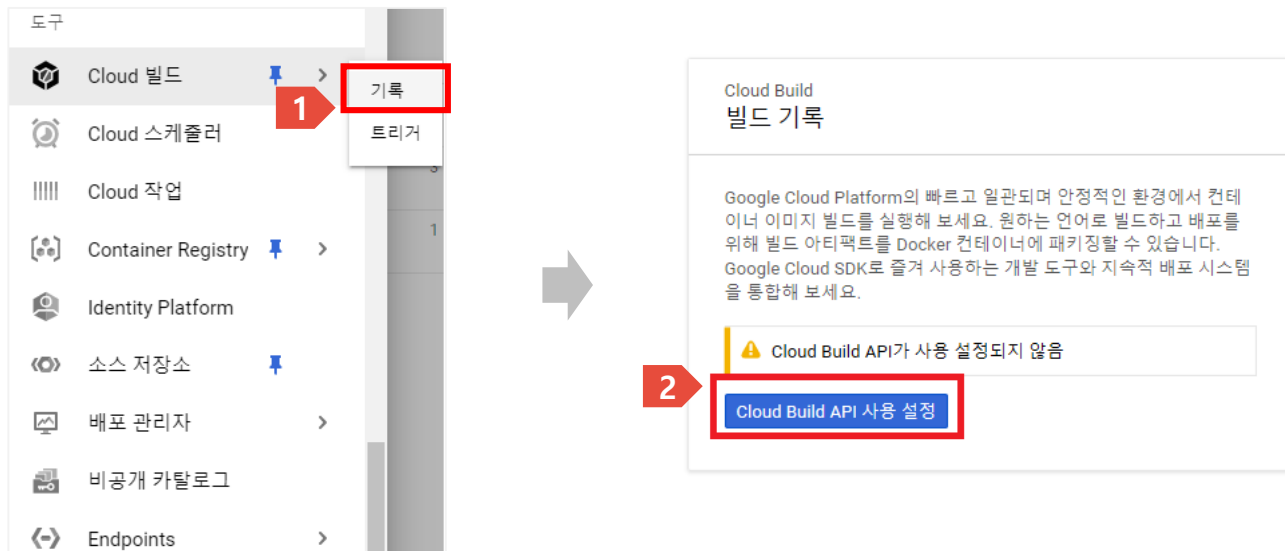 도구
Cloud 빌드
기록
1
트리거
Cloud 스케줄러
3
Cloud 작업
1
Container Registry
Identity Platform
소스 저장소
배포 관리자
비공개 카탈로그
Endpoints
Cloud Build
빌드 기록
Google Cloud Platform의 빠르고 일관되며 안정적인 환경에서 컨테
이너 이미지 빌드를 실행해 보세요. 원하는 언어로 빌드하고 배포를
위해 빌드 아티팩트를 Docker 컨테이너에 패키징할 수 있습니다.
Google Cloud SDK로 즐겨 사용하는 개발 도구와 지속적 배포 시스템
을 통합해 보세요.
Cloud Build API가 사용 설정되지 않음
2
Cloud Build API 사용 설정